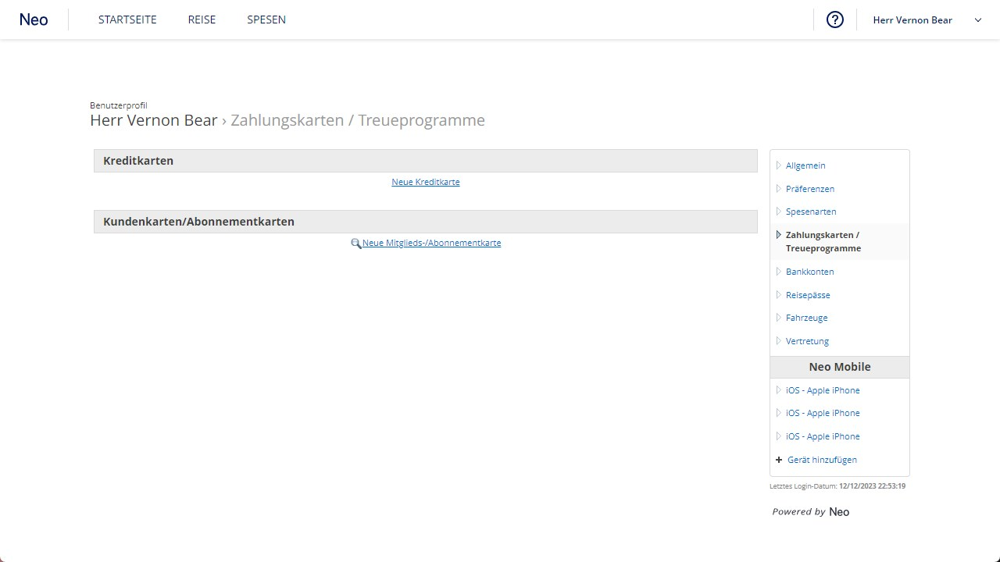 Neo STARTSEITE REISE SPESEN Herr Vernon Bear
Benutzerprofil
Herr Vernon Bear › Zahlungskarten / Treueprogramme
Kreditkarten
Neue Kreditkarte
Kundenkarten/Abonnementkarten
Neue Mitglieds-/Abonnementkarte
Allgemein
Präferenzen
Spesenarten
Zahlungskarten /
Treueprogramme
Bankkonten
Reisepässe
Fahrzeuge
Vertretung
Neo Mobile
iOS - Apple iPhone
iOS - Apple iPhone
iOS - Apple iPhone
Gerät hinzufügen
Letztes Login-Datum: 12/12/2023 22:53:19
Powered by Neo